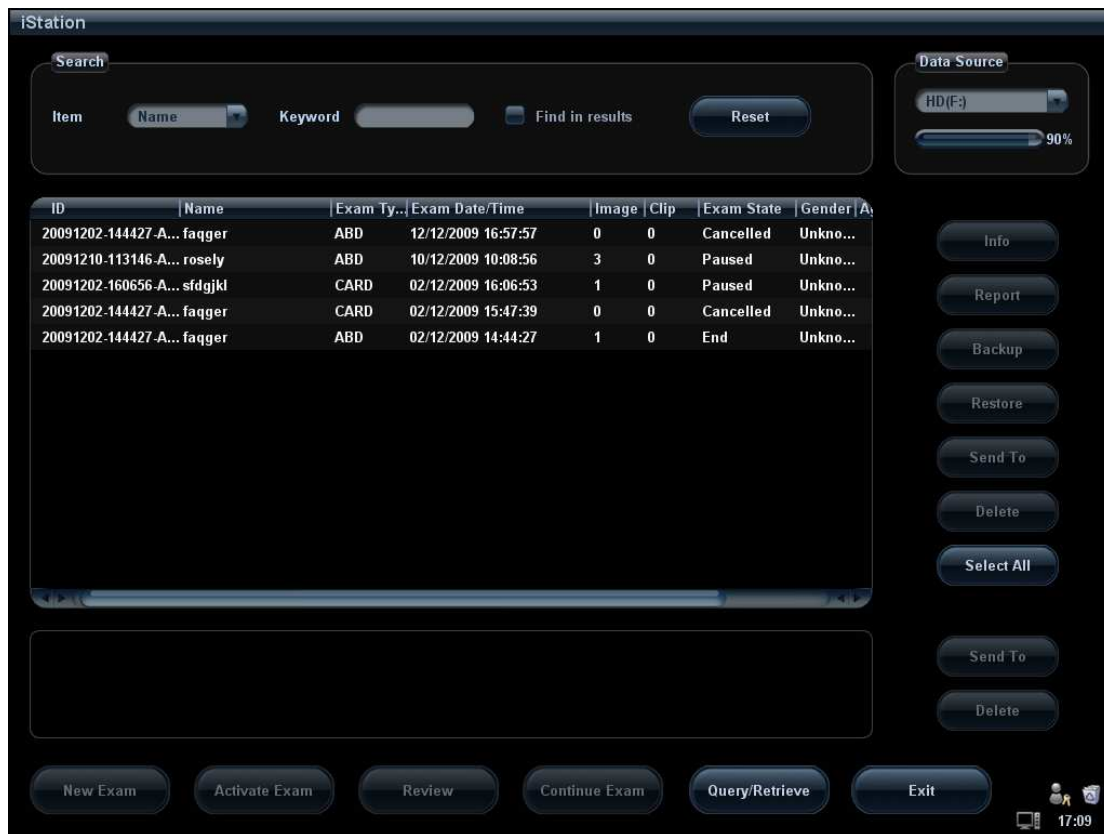 iStation
Search
Data Source
Item Name Keyword Find in results Reset
HD(F:)
90%
ID Name Exam Ty... Exam Date/Time Image Clip Exam State Gender
20091202-144427-A... faqger ABD 12/12/2009 16:57:57 0 0 Cancelled Unkno...
20091210-113146-A... rosely ABD 10/12/2009 10:08:56 3 0 Paused Unkno...
20091202-160656-A... sfdgjkl CARD 02/12/2009 16:06:53 1 0 Paused Unkno...
20091202-144427-A... faqger CARD 02/12/2009 15:47:39 0 0 Cancelled Unkno...
20091202-144427-A... faqger ABD 02/12/2009 14:44:27 1 0 End Unkno...
Info
Report
Backup
Restore
Send To
Delete
Select All
Send To
Delete
New Exam Activate Exam Review Continue Exam Query/Retrieve Exit
17:09